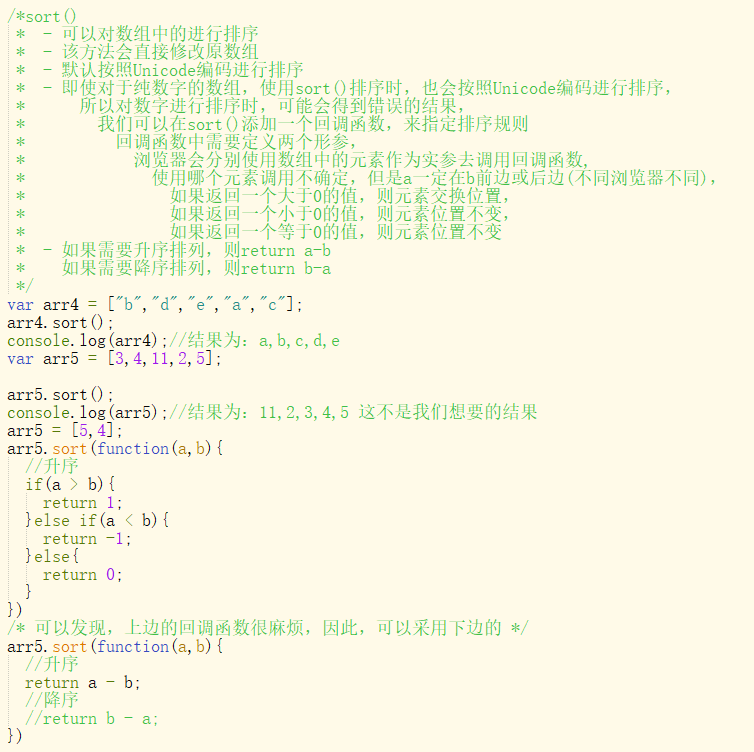 /*sort()
 *  - 可以对数组中的进行排序
 *  - 该方法会直接修改原数组
 *  - 默认按照Unicode编码进行排序
 *  - 即使对于纯数字的数组，使用sort()排序时，也会按照Unicode编码进行排序，
 *      所以对数字进行排序时，可能会得到错误的结果，
 *        我们可以在sort()添加一个回调函数，来指定排序规则
 *          回调函数中需要定义两个形参，
 *            浏览器会分别使用数组中的元素作为实参去调用回调函数，
 *              使用哪个元素调用不确定，但是a一定在b前边或后边(不同浏览器不同)，
 *                如果返回一个大于0的值，则元素交换位置，
 *                如果返回一个小于0的值，则元素位置不变，
 *                如果返回一个等于0的值，则元素位置不变
 *  - 如果需要升序排列，则return a-b
 *    如果需要降序排列，则return b-a
 */
var arr4 = ["b","d","e","a","c"];
arr4.sort();
console.log(arr4);//结果为：a,b,c,d,e
var arr5 = [3,4,11,2,5];
arr5.sort();
console.log(arr5);//结果为：11,2,3,4,5 这不是我们想要的结果
arr5 = [5,4];
arr5.sort(function(a,b){
  //升序
  if(a > b){
    return 1;
  }else if(a < b){
    return -1;
  }else{
    return 0;
  }
})
/* 可以发现，上边的回调函数很麻烦，因此，可以采用下边的 */
arr5.sort(function(a,b){
  //升序
  return a - b;
  //降序
  //return b - a;
})